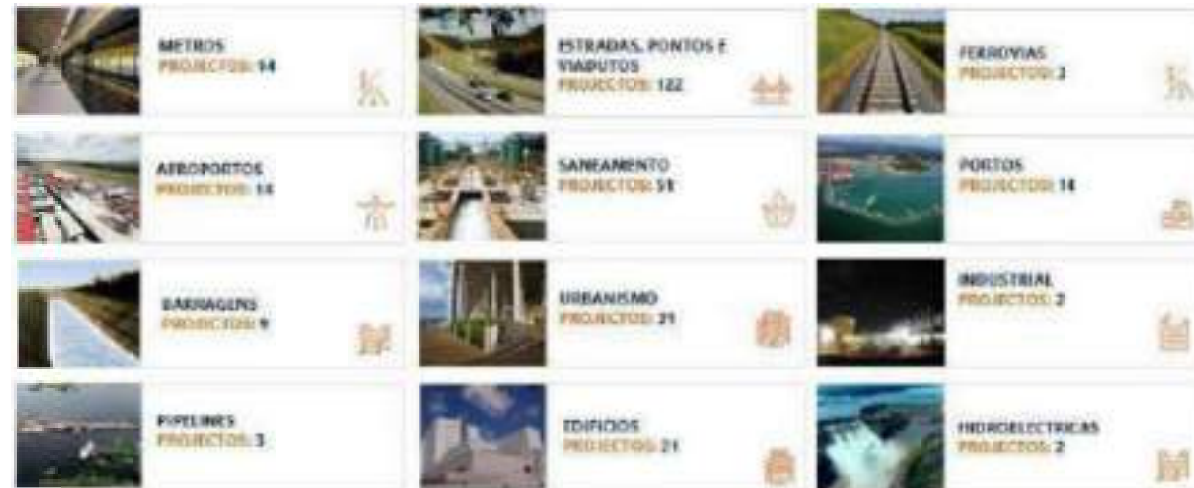 METROS
PROJECTOS: 14
ESTRADAS, PONTOS E
VIADUTOS
PROJECTOS: 122
FERROVIAS
PROJECTOS: 2
AEROPORTOS
PROJECTOS: 14
SANEAMENTO
PROJECTOS: 51
PORTOS
PROJECTOS: 14
BARRAGENS
PROJECTOS: 9
URBANISMO
PROJECTOS: 21
INDUSTRIAL
PROJECTOS: 2
PIPELINES
PROJECTOS: 3
EDIFICIOS
PROJECTOS: 21
HIDROELECTRICAS
PROJECTOS: 2